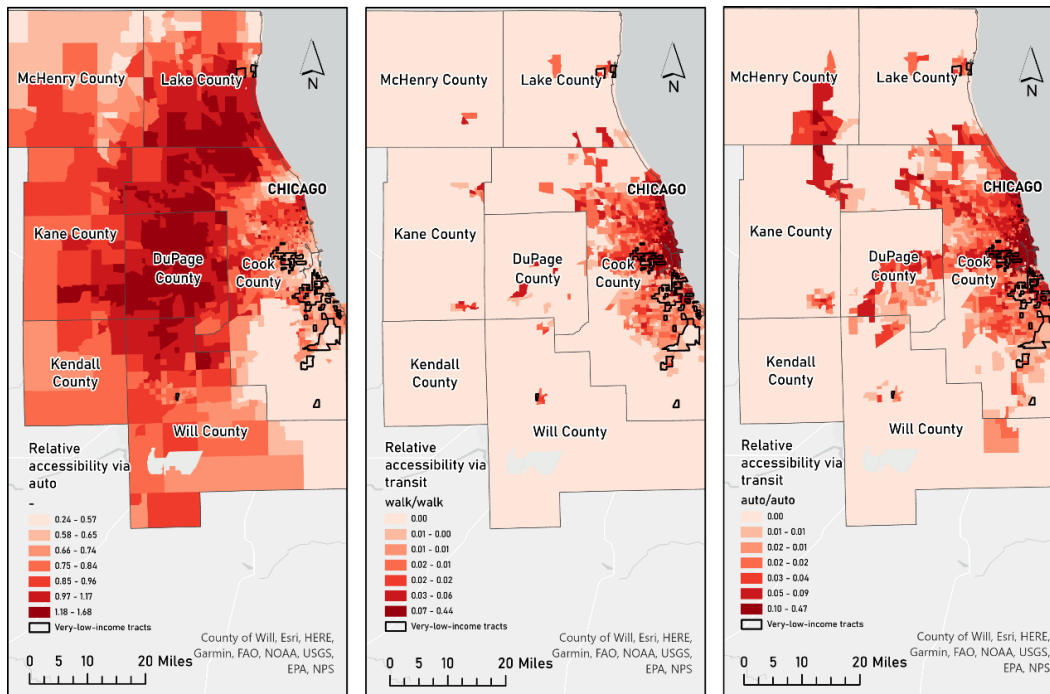 McHenry County
Lake County
N
CHICAGO
Kane County
DuPage
County
Cook
County
Kendall
County
Will County
Relative
accessibility via
auto
-
0.24 - 0.57
0.58 - 0.65
0.66 - 0.74
0.75 - 0.84
0.85 - 0.96
0.97 - 1.17
1.18 - 1.68
Very-low-income tracts
County of Will, Esri, HERE,
Garmin, FAO, NOAA, USGS,
EPA, NPS
0 5 10 20 Miles
McHenry County
Lake County
N
CHICAGO
Kane County
DuPage
County
Cook
County
Kendall
County
Will County
Relative
accessibility via
transit
walk/walk
0.00
0.01 - 0.00
0.01 - 0.01
0.02 - 0.01
0.02 - 0.02
0.03 - 0.06
0.07 - 0.44
Very-low-income tracts
County of Will, Esri, HERE,
Garmin, FAO, NOAA, USGS,
EPA, NPS
0 5 10 20 Miles
McHenry County
Lake County
N
CHICAGO
Kane County
DuPage
County
Cook
County
Kendall
County
Will County
Relative
accessibility via
transit
auto/auto
0.00
0.01 - 0.01
0.02 - 0.01
0.02 - 0.02
0.03 - 0.04
0.05 - 0.09
0.10 - 0.47
Very-low-income tracts
County of Will, Esri, HERE,
Garmin, FAO, NOAA, USGS,
EPA, NPS
0 5 10 20 Miles